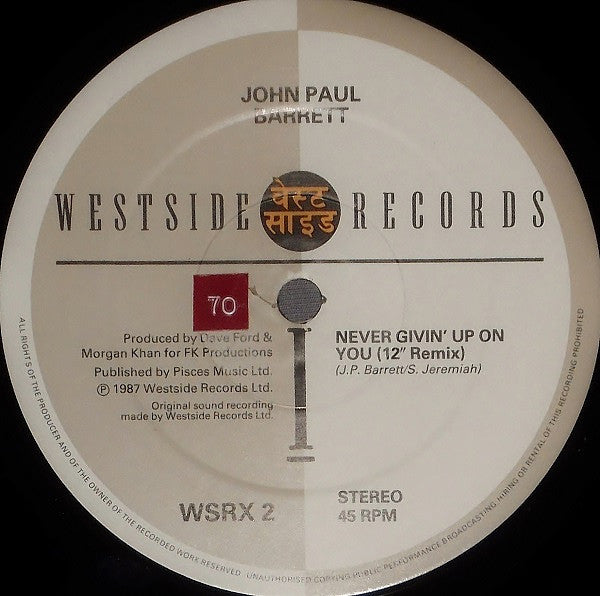 JOHN PAUL
BARRETT
WESTSIDE वेस्ट साइड RECORDS
70
Produced by Dave Ford &
Morgan Khan for FK Productions
Published by Pisces Music Ltd.
Ⓟ 1987 Westside Records Ltd.
Original sound recording
made by Westside Records Ltd.
I
NEVER GIVIN' UP ON
YOU (12" Remix)
(J.P. Barrett/S. Jeremiah)
WSRX 2
STEREO
45 RPM
ALL RIGHTS OF THE PRODUCER AND OF THE OWNER OF THE RECORDED WORK RESERVED. UNAUTHORISED COPYING PUBLIC PERFORMANCE BROADCASTING HIRING OR RENTAL OF THIS RECORDING PROHIBITED